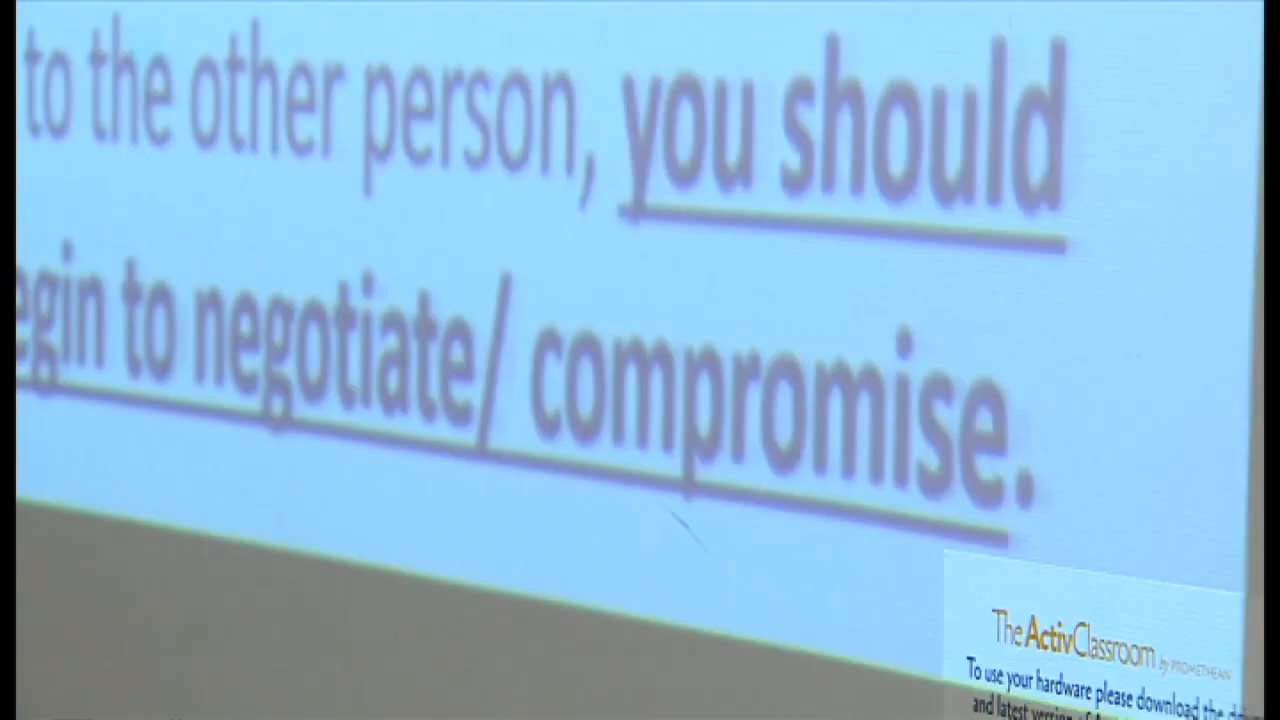 to the other person, you should
egin to negotiate/ compromise.
The ActivClassroom by PROMETHEAN
To use your hardware please download the
and latest version of